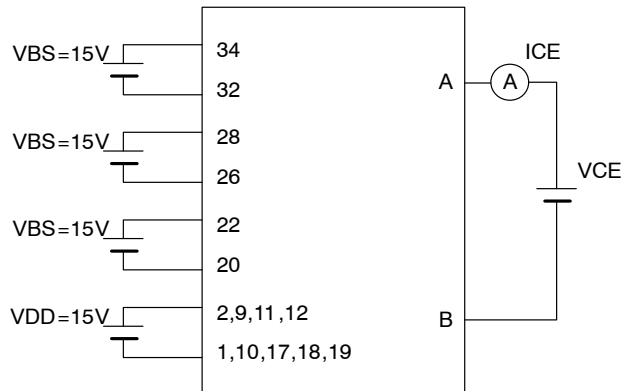 VBS=15V
34
32
VBS=15V
28
26
VBS=15V
22
20
VDD=15V
2,9,11,12
1,10,17,18,19
A
ICE
A
VCE
B